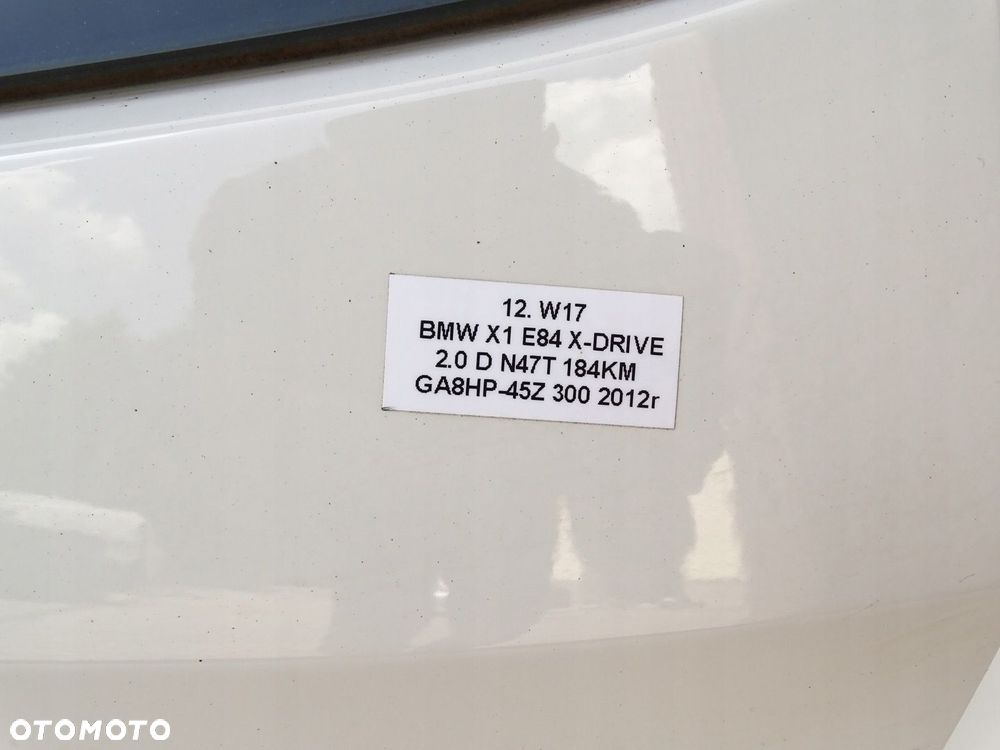 12. W17
BMW X1 E84 X-DRIVE
2.0 D N47T 184KM
GA8HP-45Z 300 2012r
OTOMOTO